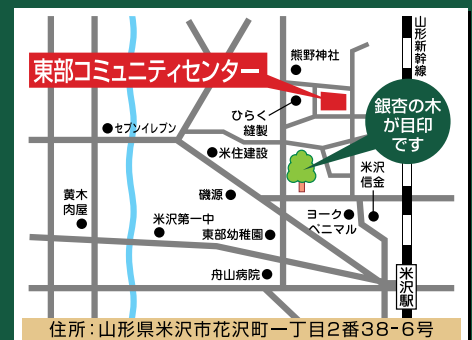 山形新幹線
熊野神社
東部コミュニティセンター
銀杏の木
が目印
です
ひらく
縫製
セブンイレブン
米住建設
米沢
信金
黄木
肉屋
磯源
米沢第一中
ヨーク
ベニマル
東部幼稚園
舟山病院
米沢駅
住所:山形県米沢市花沢町一丁目2番38-6号